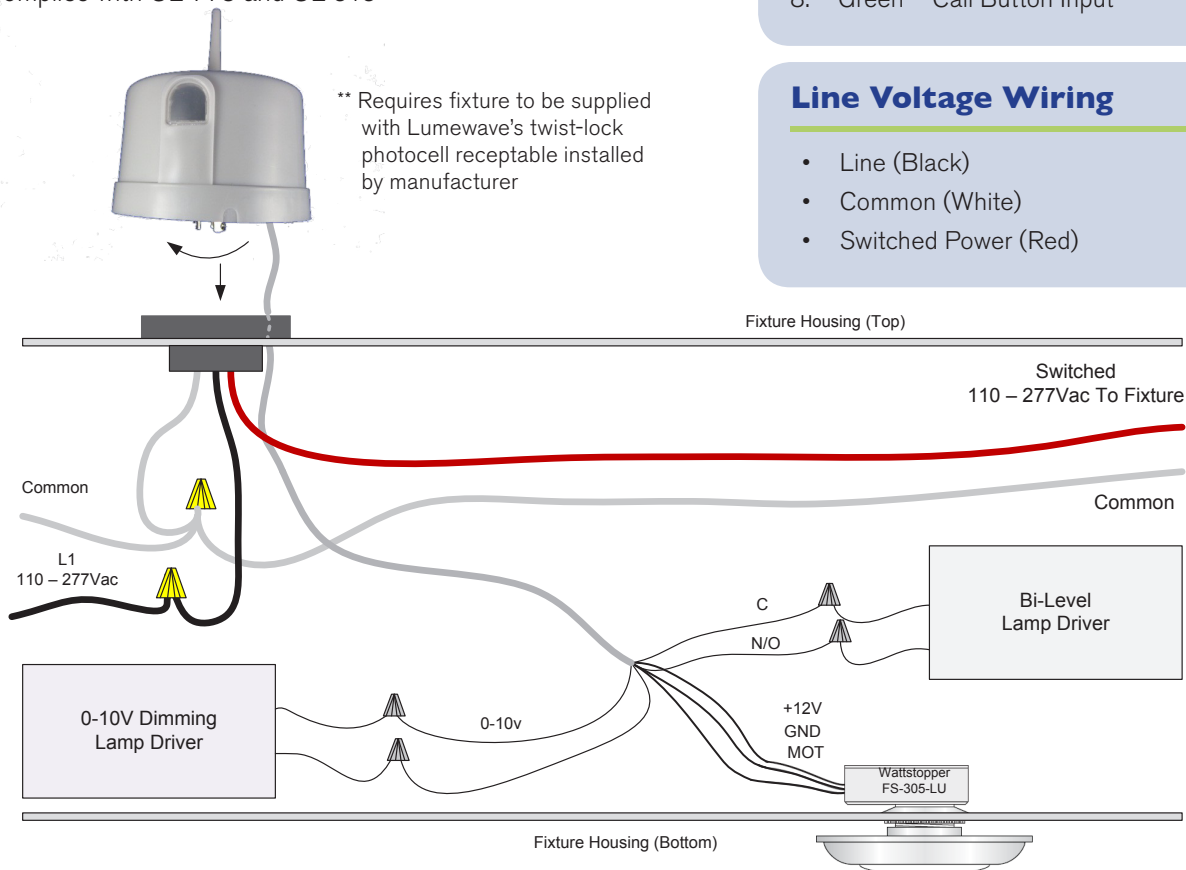 with
** Requires fixture to be supplied
with Lumewave's twist-lock
photocell receptable installed
by manufacturer
8. Green Call Button Input
Line Voltage Wiring
• Line (Black)
• Common (White)
• Switched Power (Red)
Fixture Housing (Top)
Switched
110 – 277Vac To Fixture
Common
Common
L1
110 – 277Vac
C
N/O
Bi-Level
Lamp Driver
0-10V Dimming
Lamp Driver
0-10v
+12V
GND
MOT
Wattstopper
FS-305-LU
Fixture Housing (Bottom)